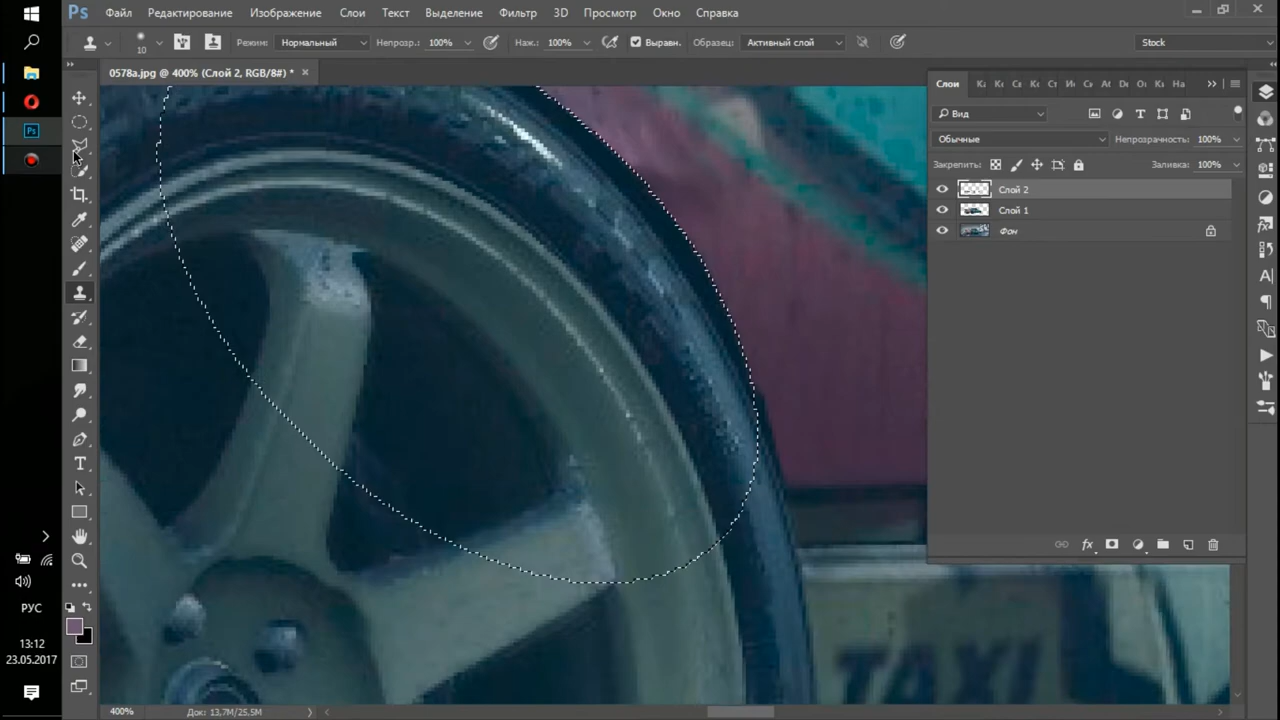 Ps Файл Редактирование Изображение Слои Текст Выделение Фильтр 3D Просмотр Окно Справка
10 Режим: Нормальный Непрозр.: 100% Наж.: 100% Выравн. Образец: Активный слой Stock
0578a.jpg @ 400% (Слой 2, RGB/8#) * ×
Слои
Вид
Обычные Непрозрачность: 100%
Закрепить: Заливка: 100%
Слой 2
Слой 1
Фон
fx
TAXI
РУС
13:12
23.05.2017
400% Док: 13,7M/25,5M